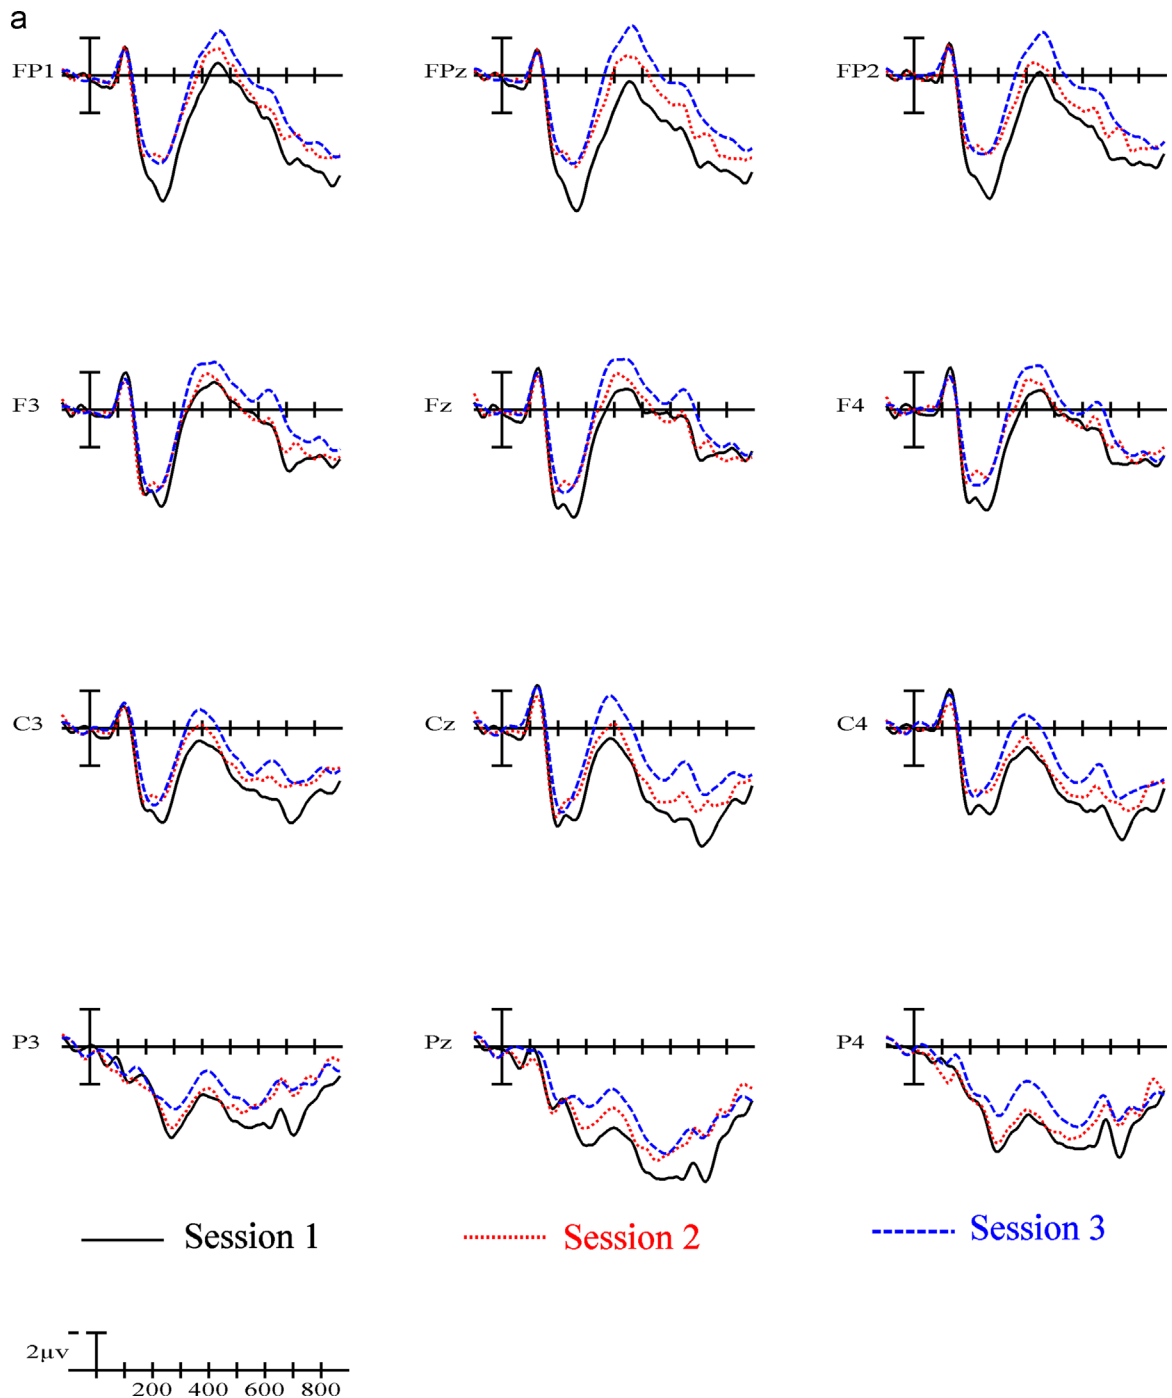 a
FP1 FPz FP2
F3 Fz F4
C3 Cz C4
P3 Pz P4
Session 1 Session 2 Session 3
2μv
200 400 600 800